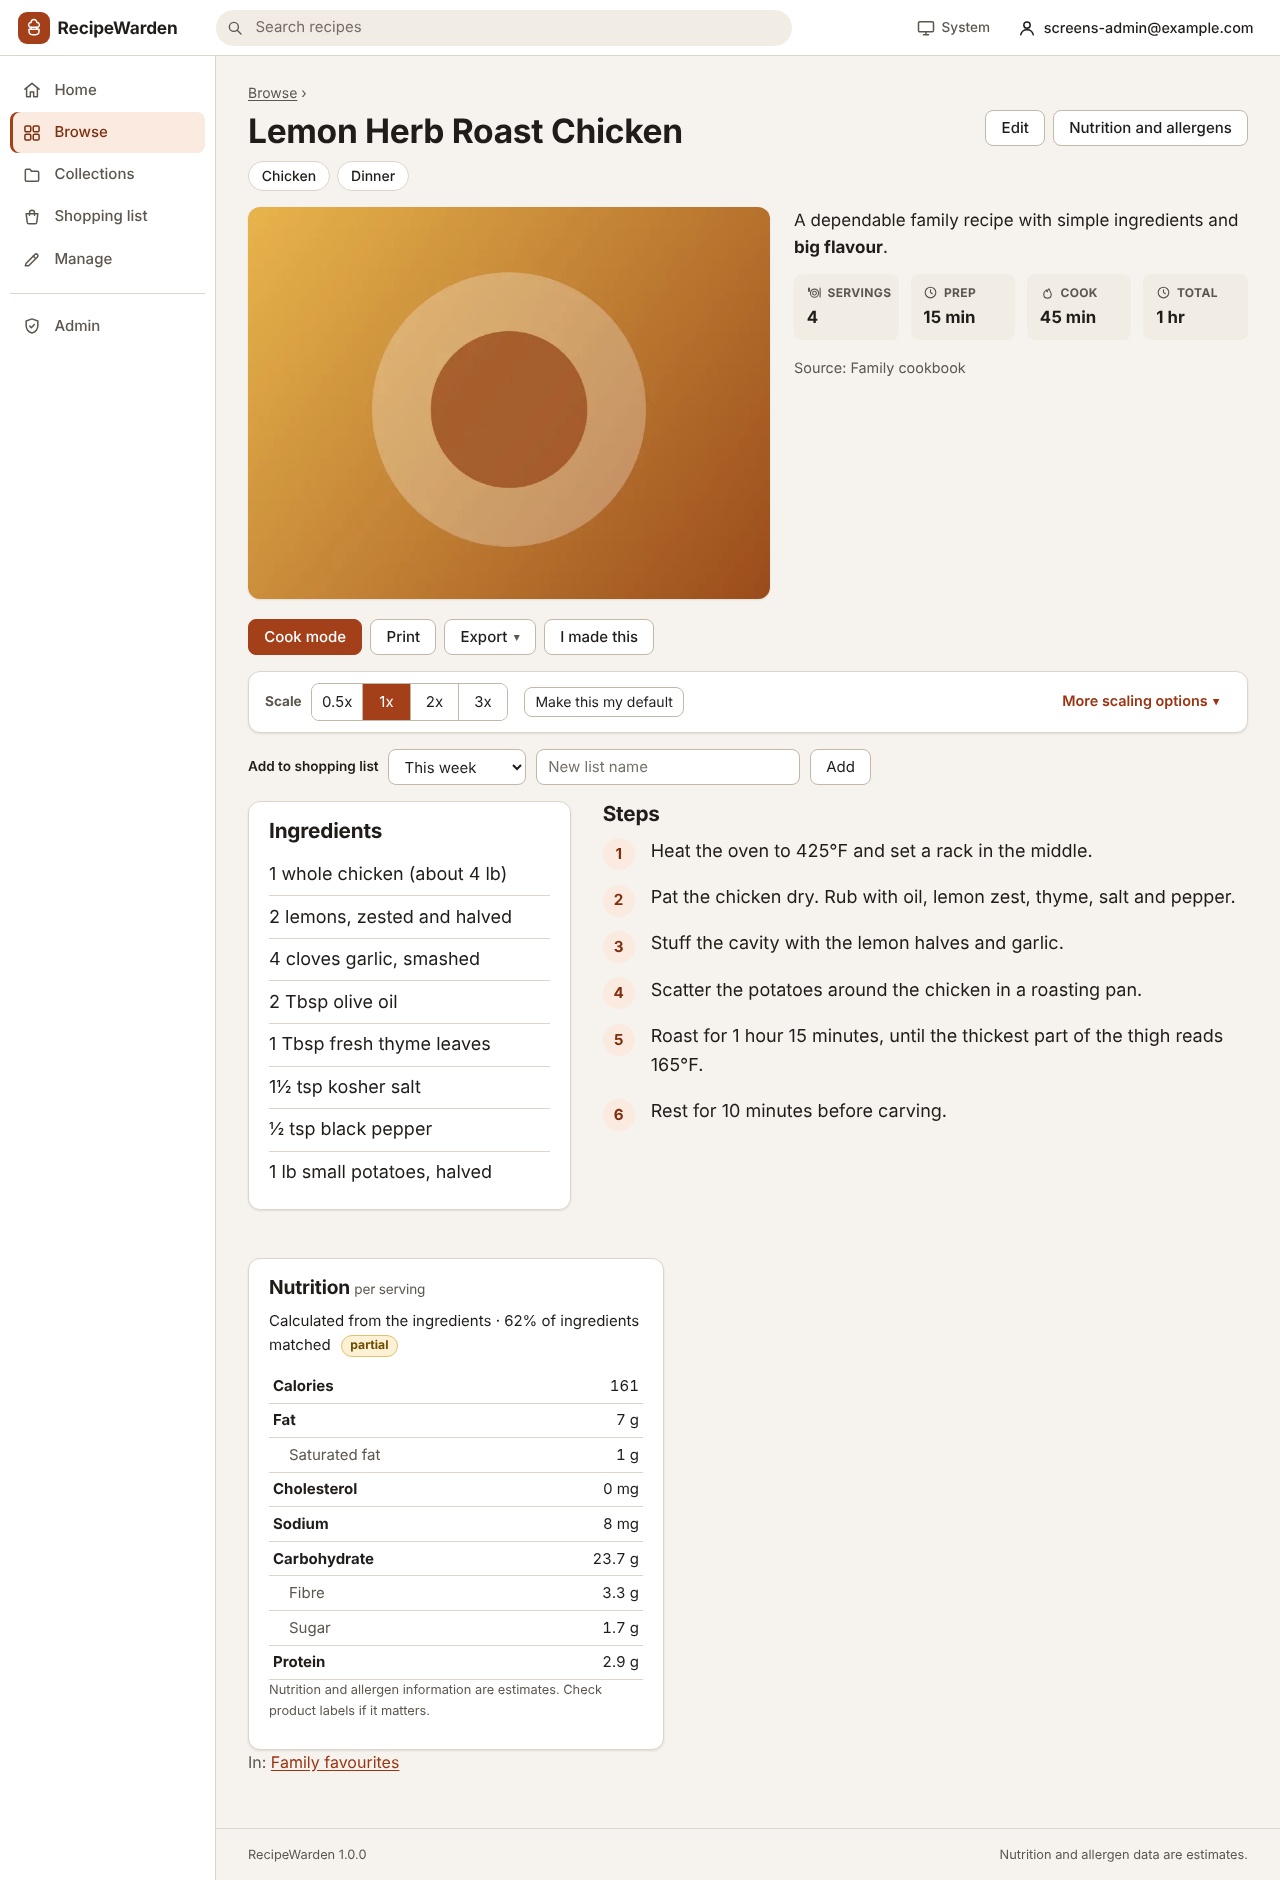 RecipeWarden
Search recipes
System
screens-admin@example.com
Home
Browse
Collections
Shopping list
Manage
Admin
Browse ›
Lemon Herb Roast Chicken
Edit
Nutrition and allergens
Chicken
Dinner
A dependable family recipe with simple ingredients and
big flavour.
SERVINGS
4
PREP
15 min
COOK
45 min
TOTAL
1 hr
Source: Family cookbook
Cook mode
Print
Export ▾
I made this
Scale
0.5x
1x
2x
3x
Make this my default
More scaling options ▾
Add to shopping list
This week
New list name
Add
Ingredients
1 whole chicken (about 4 lb)
2 lemons, zested and halved
4 cloves garlic, smashed
2 Tbsp olive oil
1 Tbsp fresh thyme leaves
1½ tsp kosher salt
½ tsp black pepper
1 lb small potatoes, halved
Steps
1 Heat the oven to 425°F and set a rack in the middle.
2 Pat the chicken dry. Rub with oil, lemon zest, thyme, salt and pepper.
3 Stuff the cavity with the lemon halves and garlic.
4 Scatter the potatoes around the chicken in a roasting pan.
5 Roast for 1 hour 15 minutes, until the thickest part of the thigh reads
165°F.
6 Rest for 10 minutes before carving.
Nutrition per serving
Calculated from the ingredients · 62% of ingredients
matched partial
Calories 161
Fat 7 g
Saturated fat 1 g
Cholesterol 0 mg
Sodium 8 mg
Carbohydrate 23.7 g
Fibre 3.3 g
Sugar 1.7 g
Protein 2.9 g
Nutrition and allergen information are estimates. Check
product labels if it matters.
In: Family favourites
RecipeWarden 1.0.0
Nutrition and allergen data are estimates.